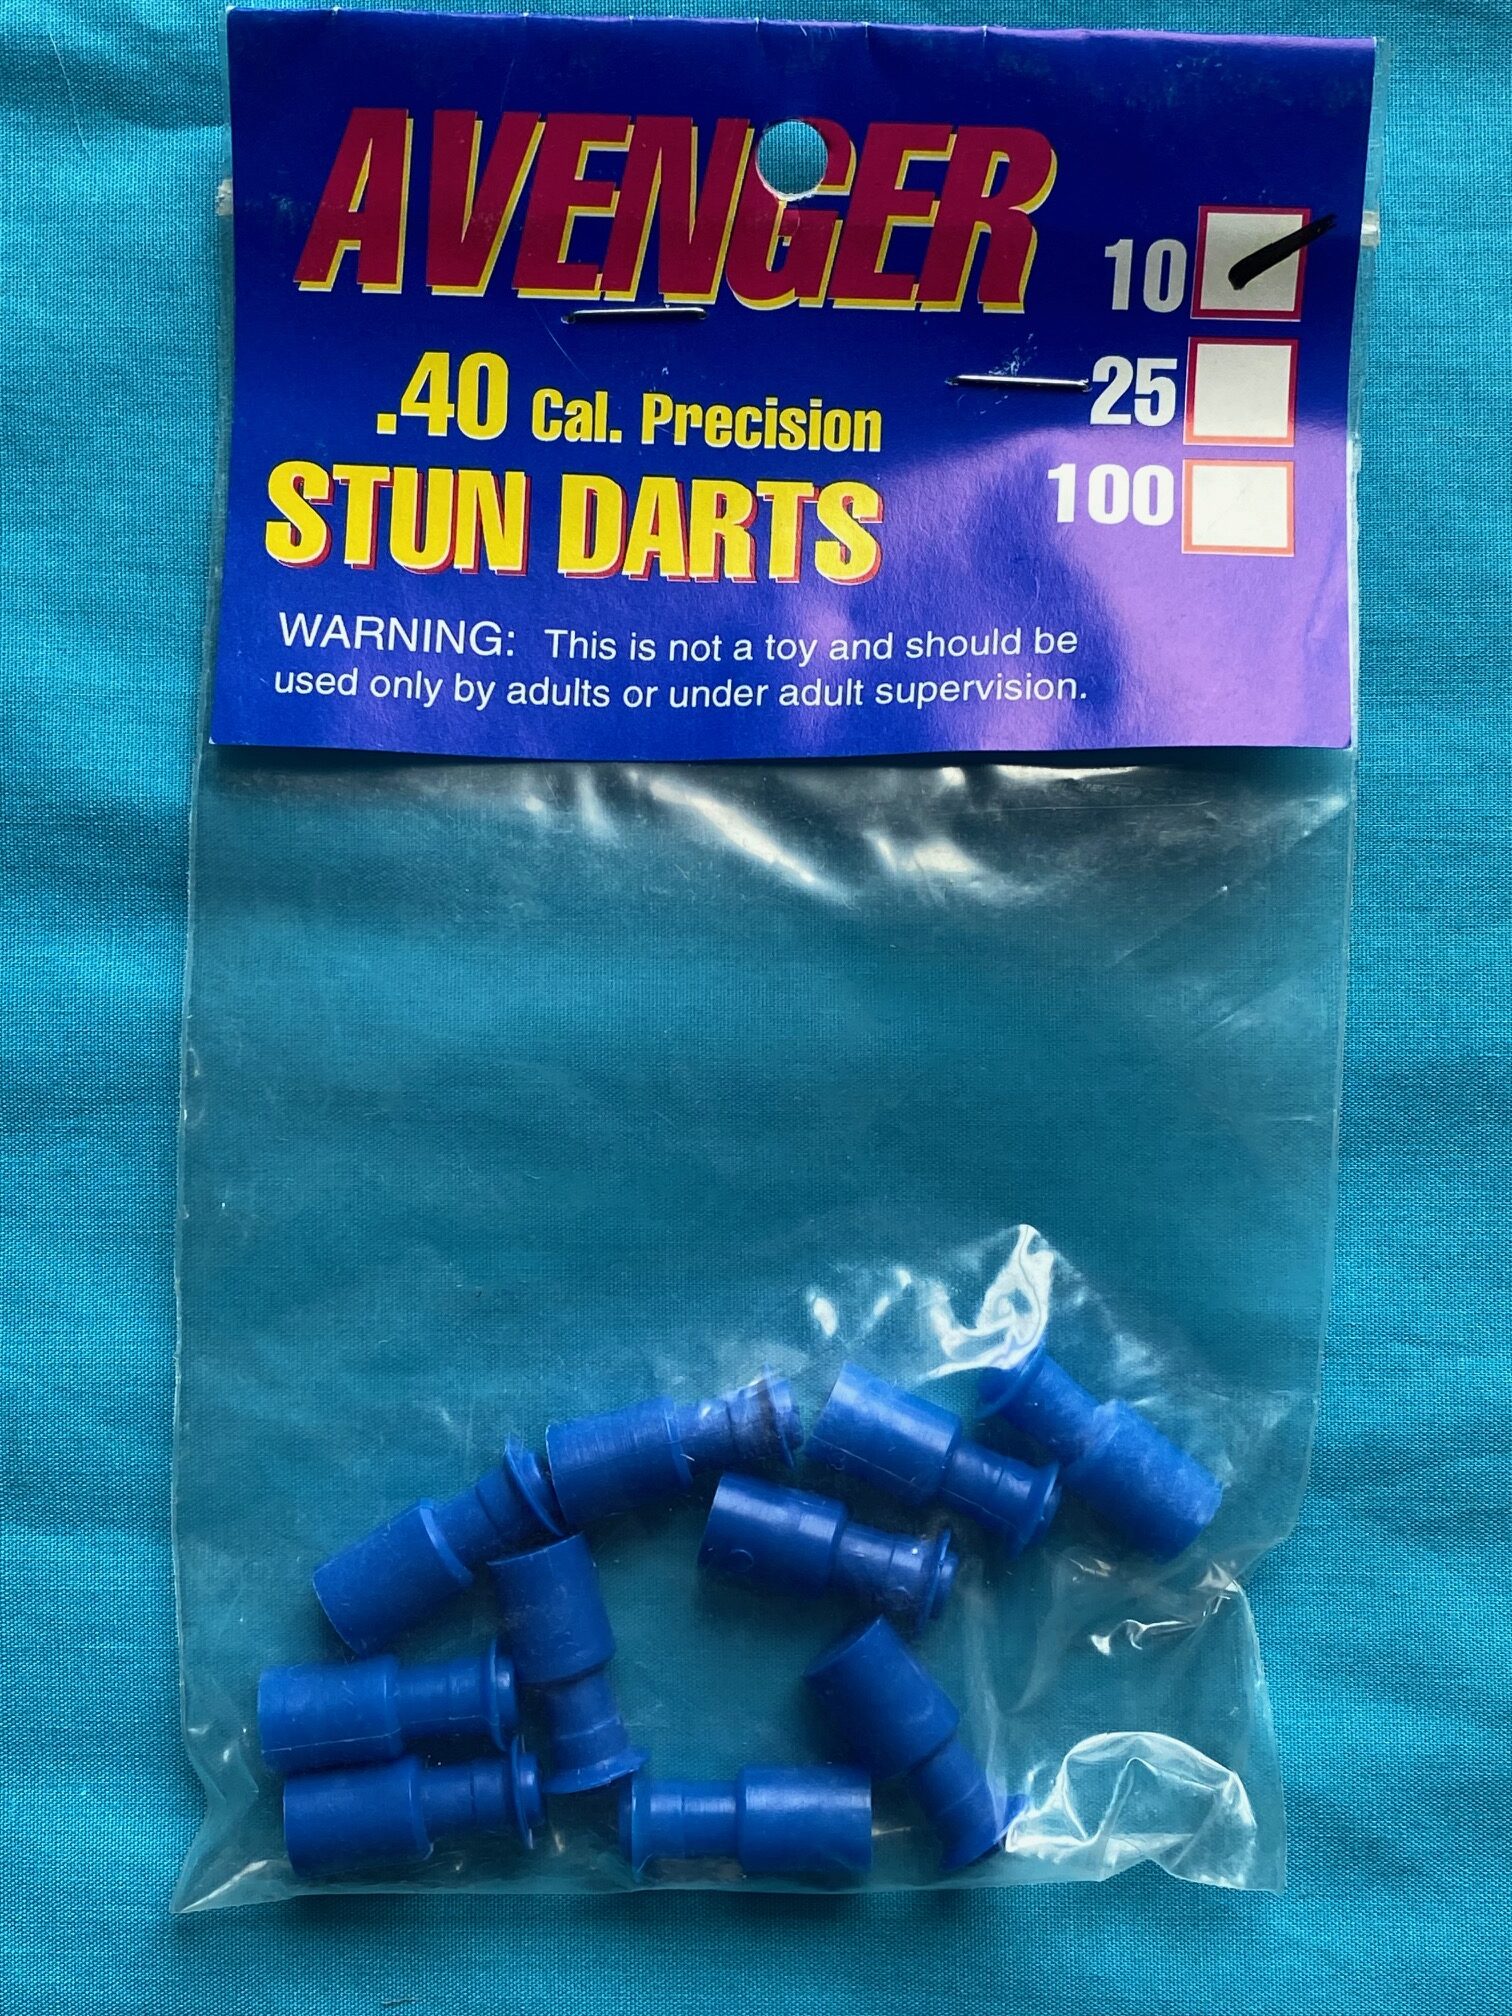 AVENGER
.40 Cal. Precision
STUN DARTS
10
25
100
WARNING: This is not a toy and should be
used only by adults or under adult supervision.